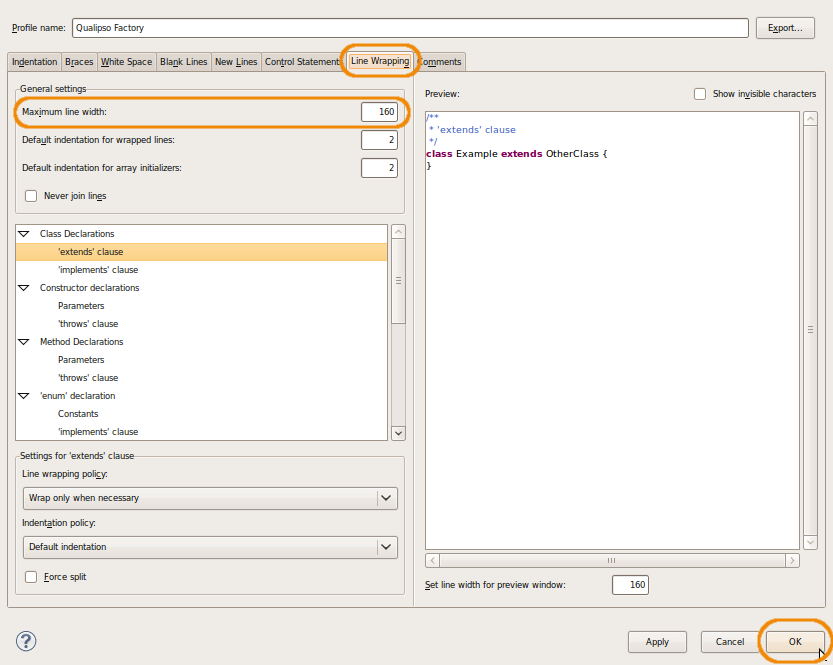 Profile name: Qualipso Factory Export...
Indentation Braces White Space Blank Lines New Lines Control Statement Line Wrapping omments
General settings
Maximum line width: 160
Default indentation for wrapped lines: 2
Default indentation for array initializers: 2
Never join lines
Class Declarations
'extends' clause
'implements' clause
Constructor declarations
Parameters
'throws' clause
Method Declarations
Parameters
'throws' clause
'enum' declaration
Constants
'implements' clause
Settings for 'extends' clause
Line wrapping policy:
Wrap only when necessary
Indentation policy:
Default indentation
Force split
Preview: Show invisible characters
/**
* 'extends' clause
*/
class Example extends OtherClass {
}
Set line width for preview window: 160
? Apply Cancel OK